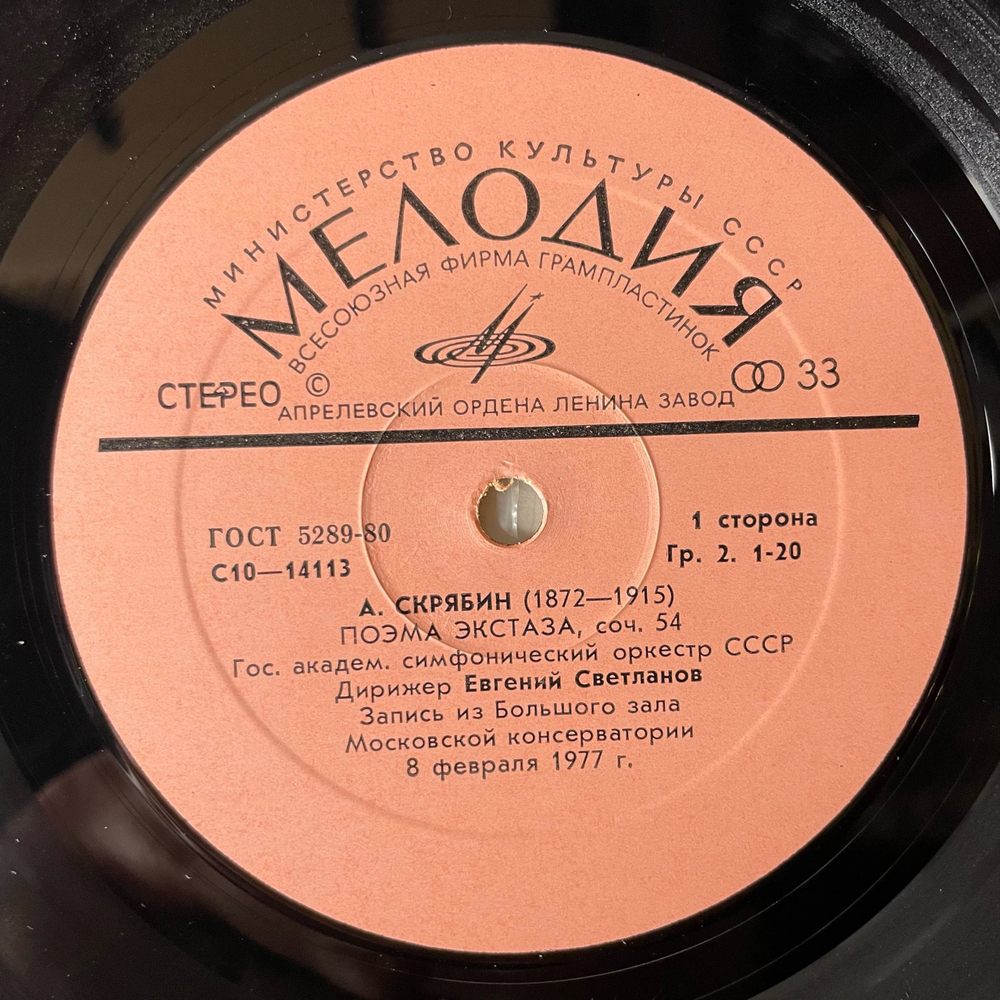 МИНИСТЕРСТВО КУЛЬТУРЫ СССР
МЕЛОДИЯ
ВСЕСОЮЗНАЯ ФИРМА ГРАМПЛАСТИНОК
СТЕРЕО ©
33
АПРЕЛЕВСКИЙ ОРДЕНА ЛЕНИНА ЗАВОД
ГОСТ 5289-80
1 сторона
С10—14113
Гр. 2. 1-20
А. СКРЯБИН (1872—1915)
ПОЭМА ЭКСТАЗА, соч. 54
Гос. академ. симфонический оркестр СССР
Дирижер Евгений Светланов
Запись из Большого зала
Московской консерватории
8 февраля 1977 г.